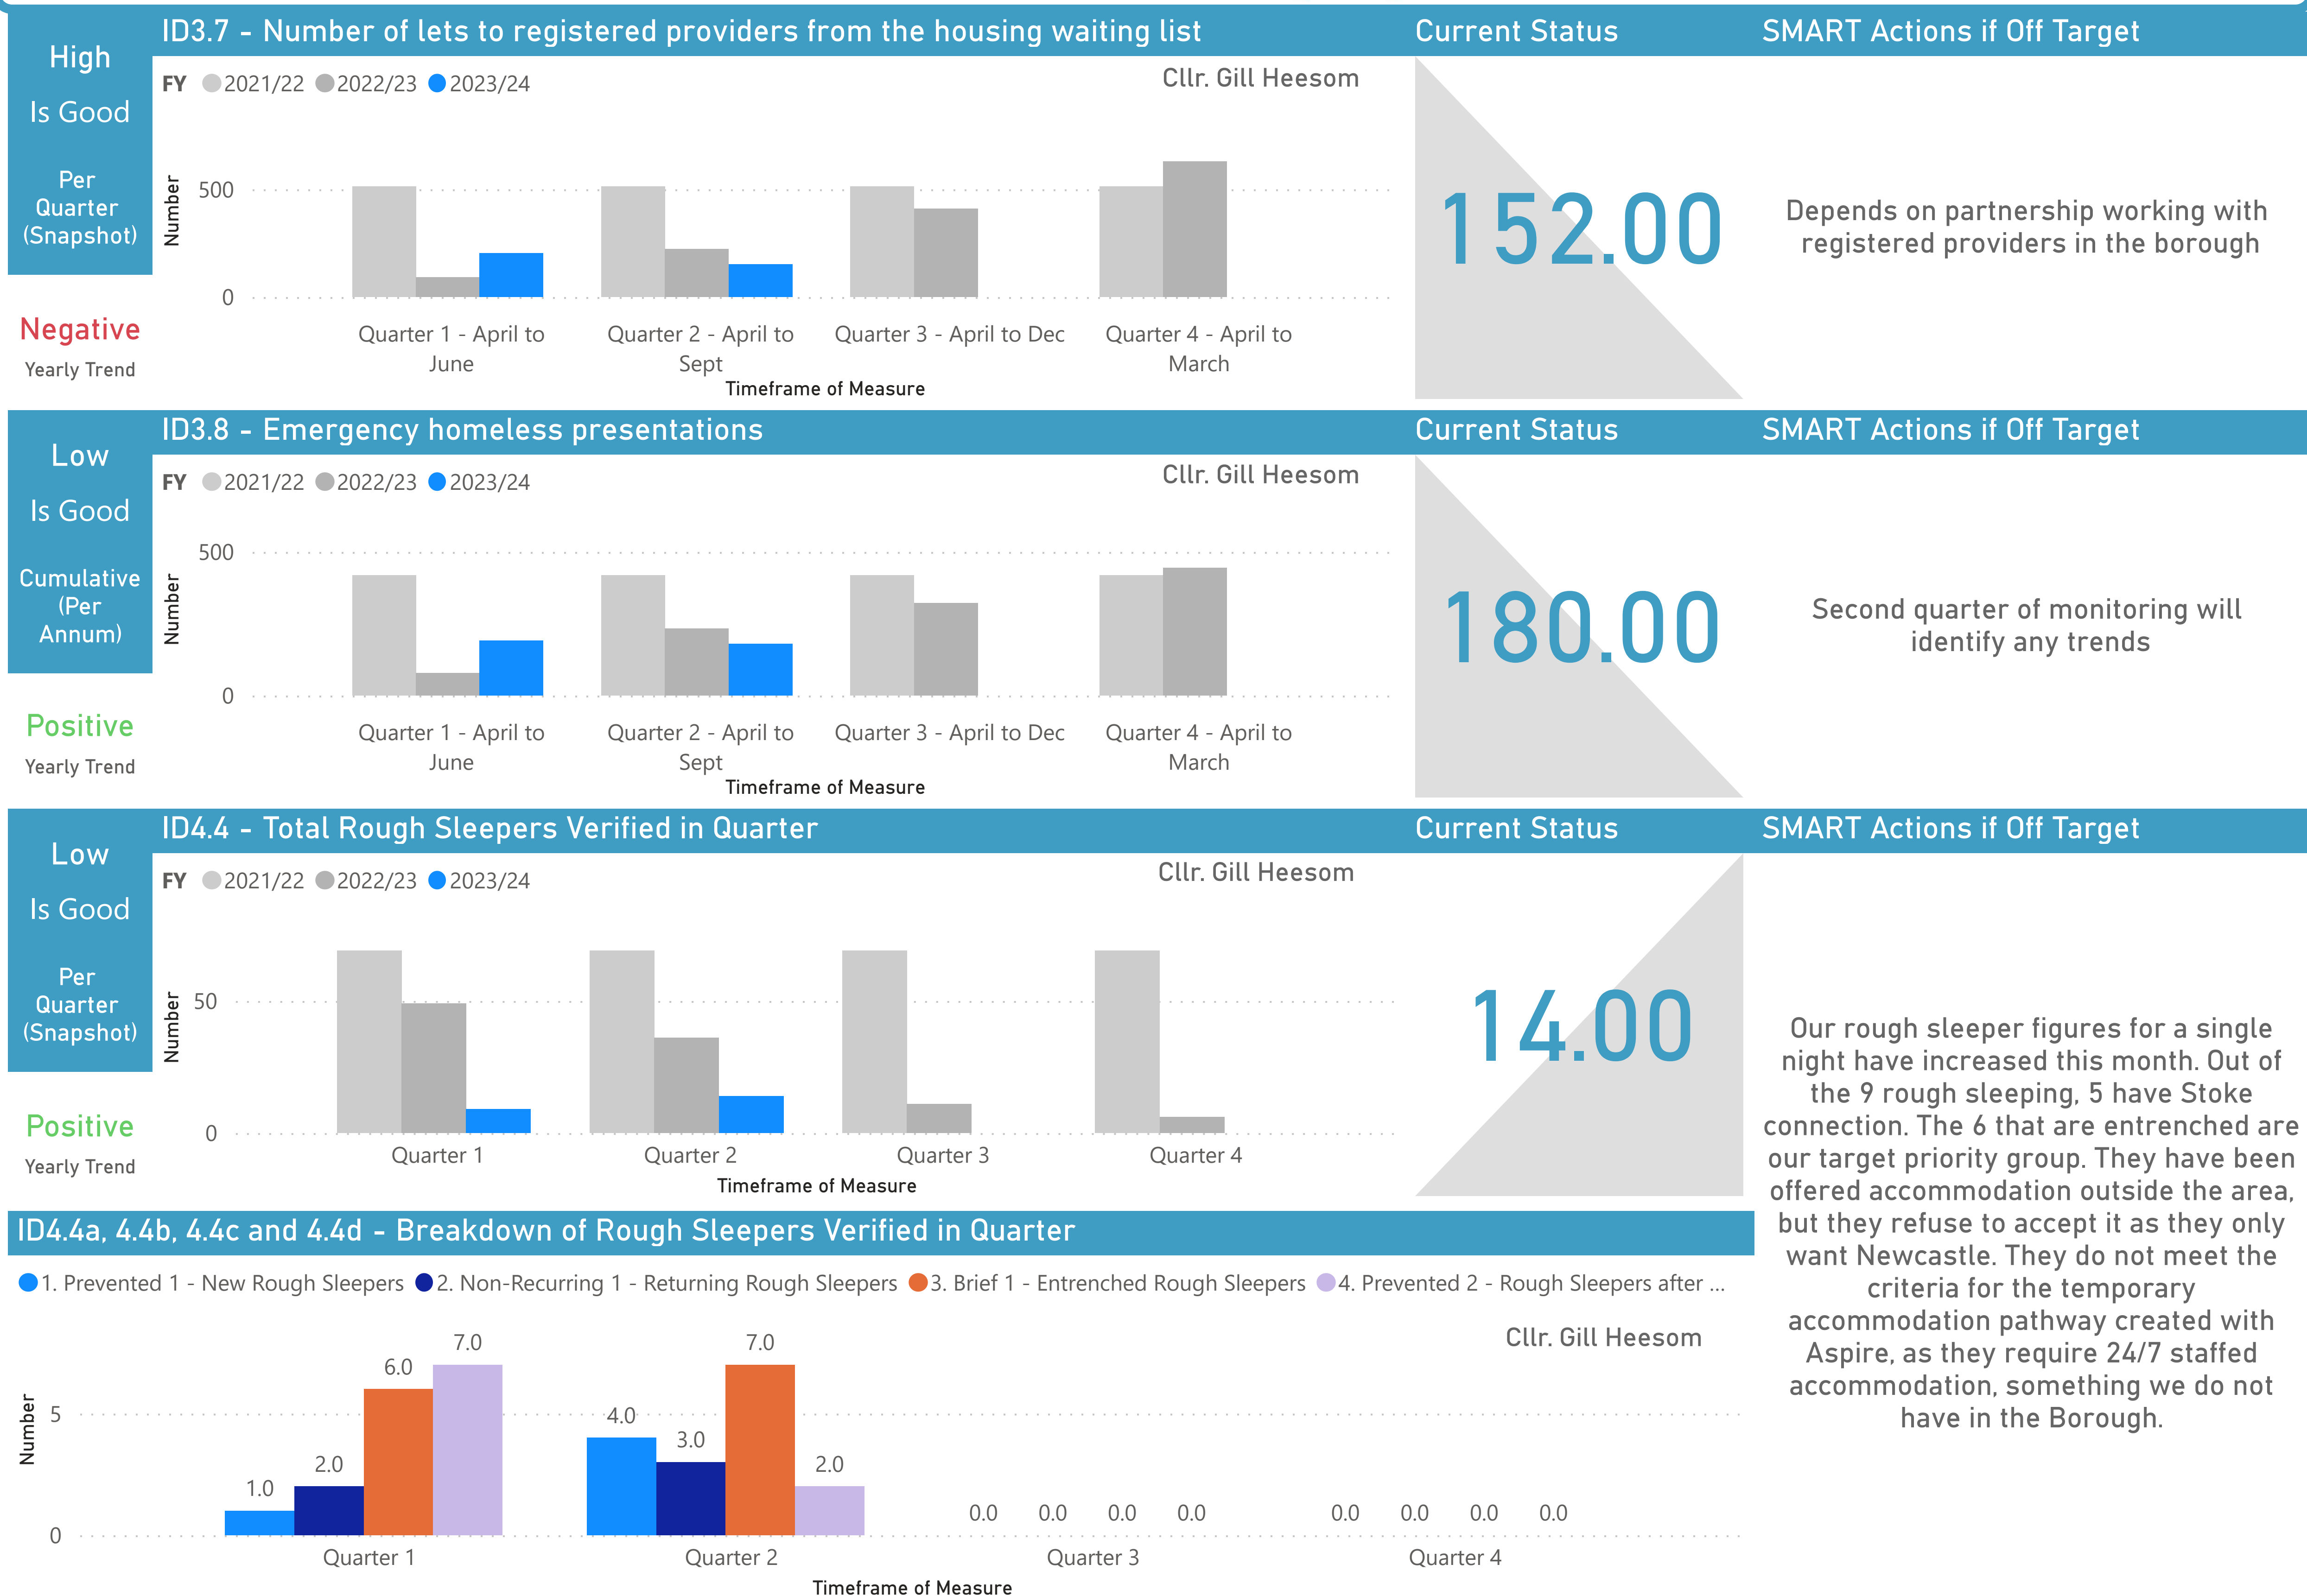 ID3.7 - Number of lets to registered providers from the housing waiting list
Current Status
SMART Actions if Off Target
High
Is Good
Per
Quarter
(Snapshot)
Negative
Yearly Trend
FY 2021/22 2022/23 2023/24
Cllr. Gill Heesom
Number
500
0
Quarter 1 - April to
June
Quarter 2 - April to
Sept
Quarter 3 - April to Dec
Quarter 4 - April to
March
Timeframe of Measure
152.00
Depends on partnership working with
registered providers in the borough
ID3.8 - Emergency homeless presentations
Current Status
SMART Actions if Off Target
Low
Is Good
Cumulative
(Per
Annum)
Positive
Yearly Trend
FY 2021/22 2022/23 2023/24
Cllr. Gill Heesom
Number
500
0
Quarter 1 - April to
June
Quarter 2 - April to
Sept
Quarter 3 - April to Dec
Quarter 4 - April to
March
Timeframe of Measure
180.00
Second quarter of monitoring will
identify any trends
ID4.4 - Total Rough Sleepers Verified in Quarter
Current Status
SMART Actions if Off Target
Low
Is Good
Per
Quarter
(Snapshot)
Positive
Yearly Trend
FY 2021/22 2022/23 2023/24
Cllr. Gill Heesom
Number
50
0
Quarter 1
Quarter 2
Quarter 3
Quarter 4
Timeframe of Measure
14.00
Our rough sleeper figures for a single
night have increased this month. Out of
the 9 rough sleeping, 5 have Stoke
connection. The 6 that are entrenched are
our target priority group. They have been
offered accommodation outside the area,
but they refuse to accept it as they only
want Newcastle. They do not meet the
criteria for the temporary
accommodation pathway created with
Aspire, as they require 24/7 staffed
accommodation, something we do not
have in the Borough.
ID4.4a, 4.4b, 4.4c and 4.4d - Breakdown of Rough Sleepers Verified in Quarter
1. Prevented 1 - New Rough Sleepers 2. Non-Recurring 1 - Returning Rough Sleepers 3. Brief 1 - Entrenched Rough Sleepers 4. Prevented 2 - Rough Sleepers after ...
Cllr. Gill Heesom
Number
5
0
1.0 2.0 6.0 7.0
4.0 3.0 7.0 2.0
0.0 0.0 0.0 0.0
0.0 0.0 0.0 0.0
Quarter 1
Quarter 2
Quarter 3
Quarter 4
Timeframe of Measure